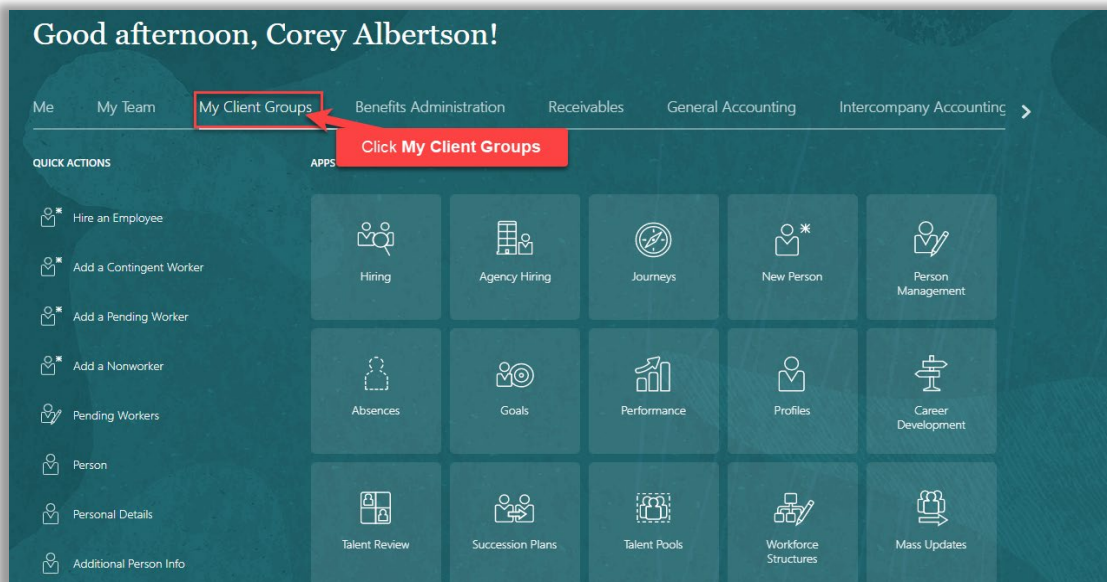 Good afternoon, Corey Albertson!
Me My Team My Client Groups Benefits Administration Receivables General Accounting Intercompany Accounting
Click My Client Groups
QUICK ACTIONS
APPS
Hire an Employee
Add a Contingent Worker
Add a Pending Worker
Add a Nonworker
Pending Workers
Person
Personal Details
Additional Person Info
Hiring
Agency Hiring
Journeys
New Person
Person
Management
Absences
Goals
Performance
Profiles
Career
Development
Talent Review
Succession Plans
Talent Pools
Workforce
Structures
Mass Updates